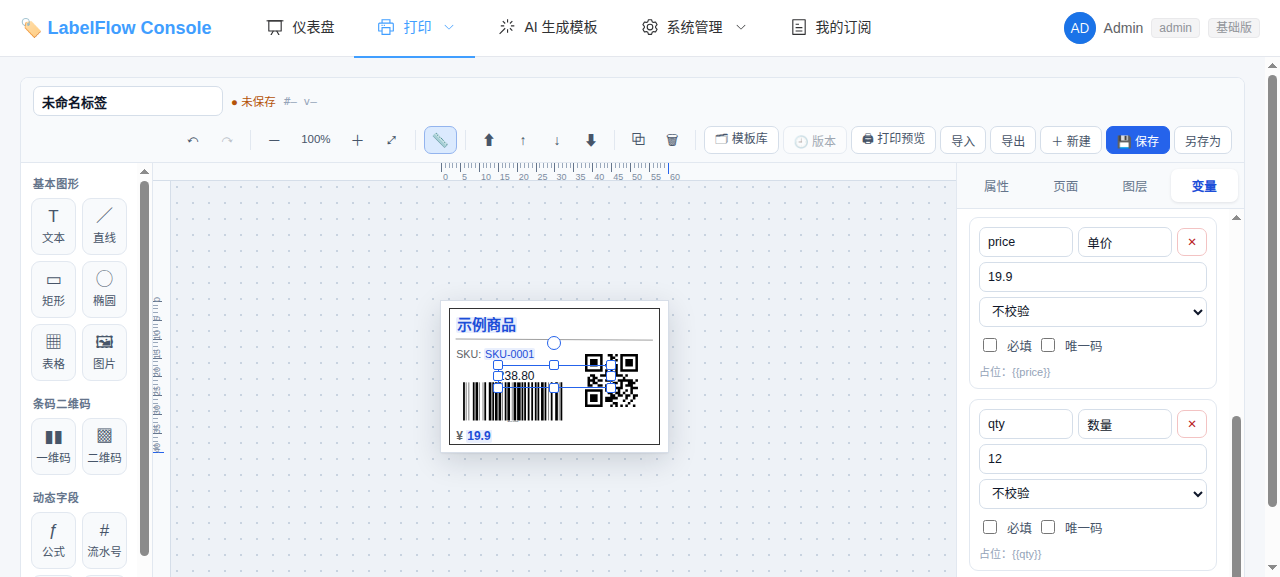 🏷️ LabelFlow Console
仪表盘
打印
AI 生成模板
系统管理
我的订阅
AD Admin admin 基础版
未命名标签 ● 未保存 #— v—
100%
模板库
版本
打印预览
导入
导出
＋ 新建
保存
另存为
基本图形
T
文本
直线
矩形
椭圆
表格
图片
条码二维码
一维码
二维码
动态字段
ƒ
公式
#
流水号
0 5 10 15 20 25 30 35 40 45 50 55 60
示例商品
SKU: SKU-0001
38.80
¥ 19.9
属性 页面 图层 变量
price 单价 ×
19.9
不校验
必填 唯一码
占位：{{price}}
qty 数量 ×
12
不校验
必填 唯一码
占位：{{qty}}